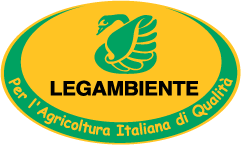 LEGAMBIENTE
Per l'Agricoltura Italiana di Qualità